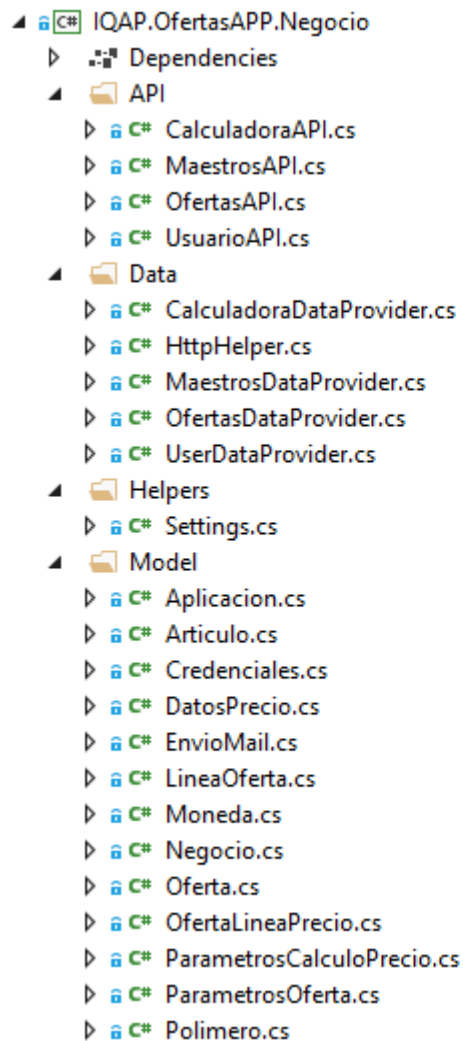 C# IQAP.OfertasAPP.Negocio
Dependencies
API
C# CalculadoraAPI.cs
C# MaestrosAPI.cs
C# OfertasAPI.cs
C# UsuarioAPI.cs
Data
C# CalculadoraDataProvider.cs
C# HttpHelper.cs
C# MaestrosDataProvider.cs
C# OfertasDataProvider.cs
C# UserDataProvider.cs
Helpers
C# Settings.cs
Model
C# Aplicacion.cs
C# Articulo.cs
C# Credenciales.cs
C# DatosPrecio.cs
C# EnvioMail.cs
C# LineaOferta.cs
C# Moneda.cs
C# Negocio.cs
C# Oferta.cs
C# OfertaLineaPrecio.cs
C# ParametrosCalculoPrecio.cs
C# ParametrosOferta.cs
C# Polimero.cs